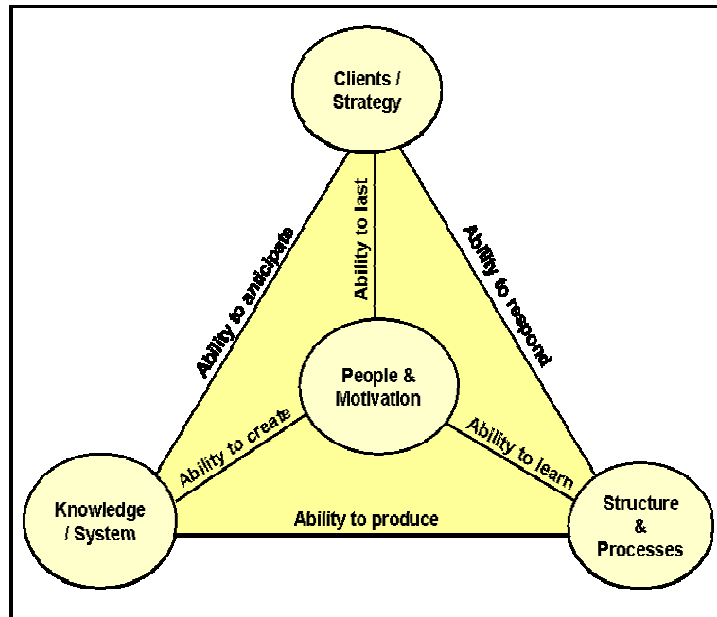 Clients /
Strategy
Ability to anticipate
Ability to last
Ability to respond
People &
Motivation
Ability to create
Ability to learn
Knowledge
/ System
Ability to produce
Structure
&
Processes